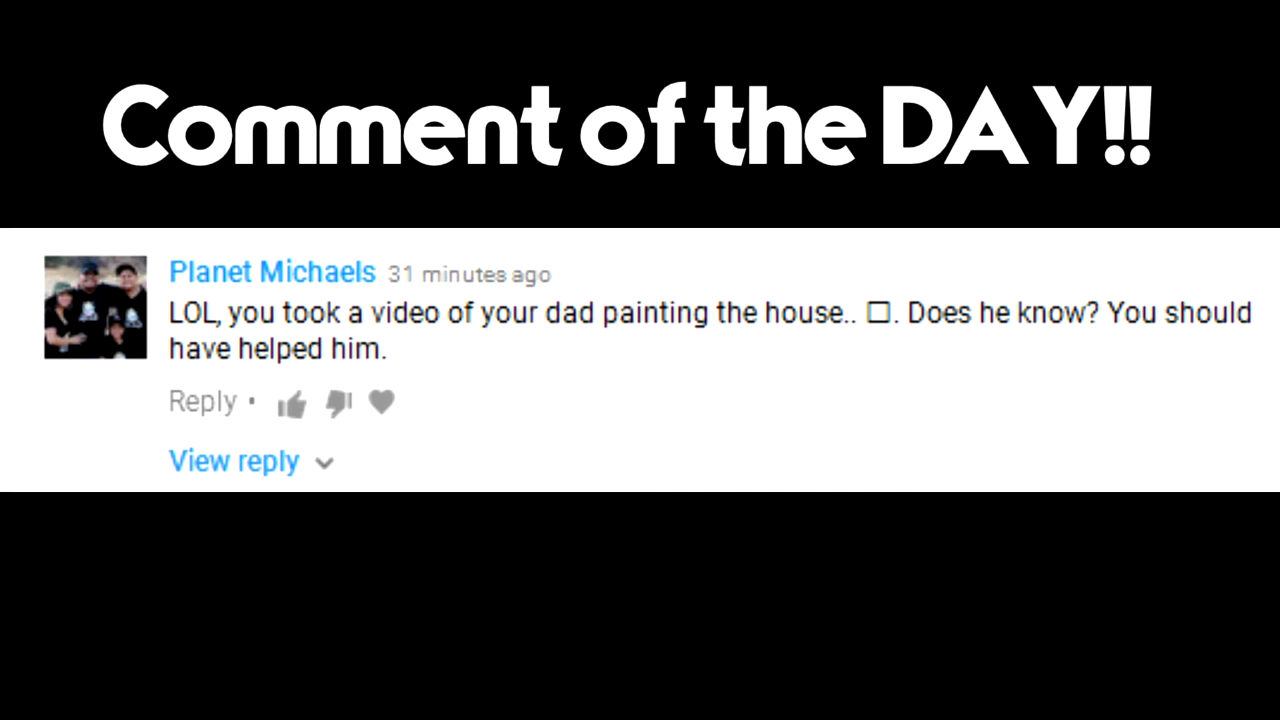 Comment of the DAY!!
Planet Michaels 31 minutes ago
LOL, you took a video of your dad painting the house.. □. Does he know? You should
have helped him.
Reply •
View reply